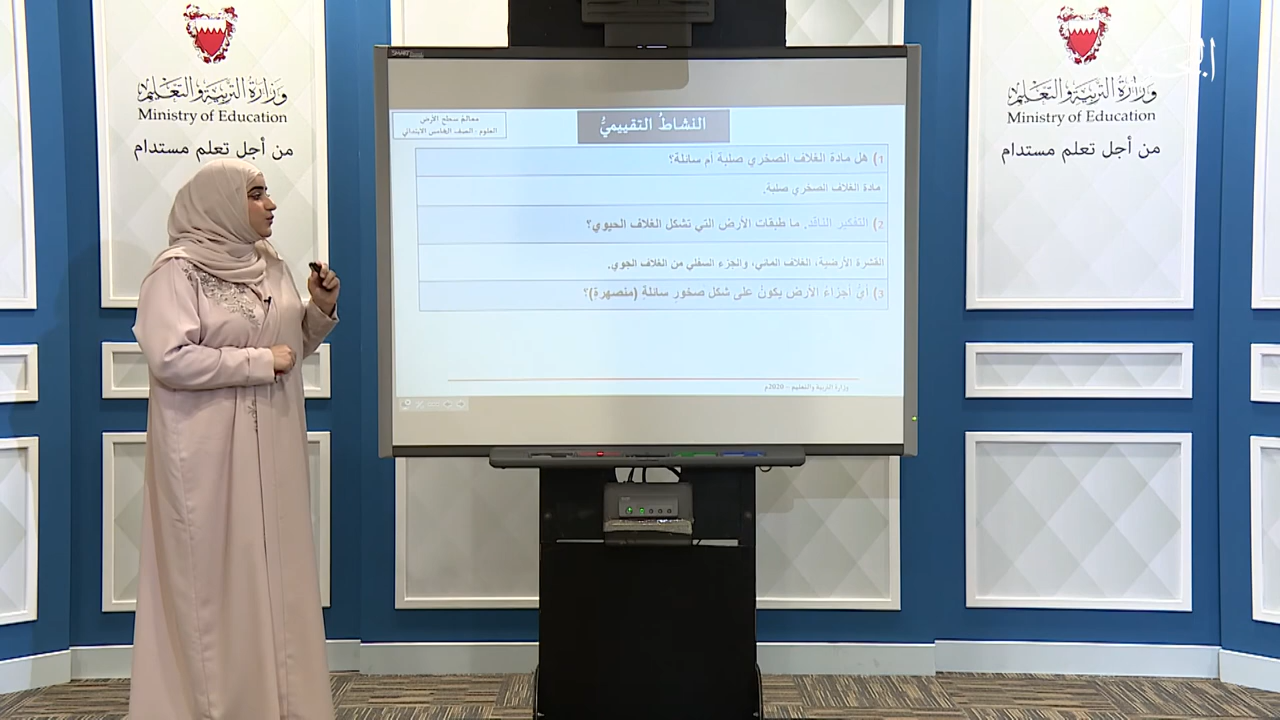 وزارة التربية والتعليم
Ministry of Education
من أجل تعلم مستدام
وزارة التربية والتعليم
Ministry of Education
من أجل تعلم مستدام
SMART
معالم سطح الأرض
العلوم - الصف الخامس الابتدائي
النشاطُ التقييميُّ
1) هل مادة الغلاف الصخري صلبة أم سائلة؟
مادة الغلاف الصخري صلبة.
2) التفكير الناقد. ما طبقات الأرض التي تشكل الغلاف الحيوي؟
القشرة الأرضية، الغلاف المائي، والجزء السفلي من الغلاف الجوي.
3) أيُّ أجزاءُ الأرض يكونُ على شكل صخور سائلة (منصهرة)؟
وزارة التربية والتعليم - 2020م